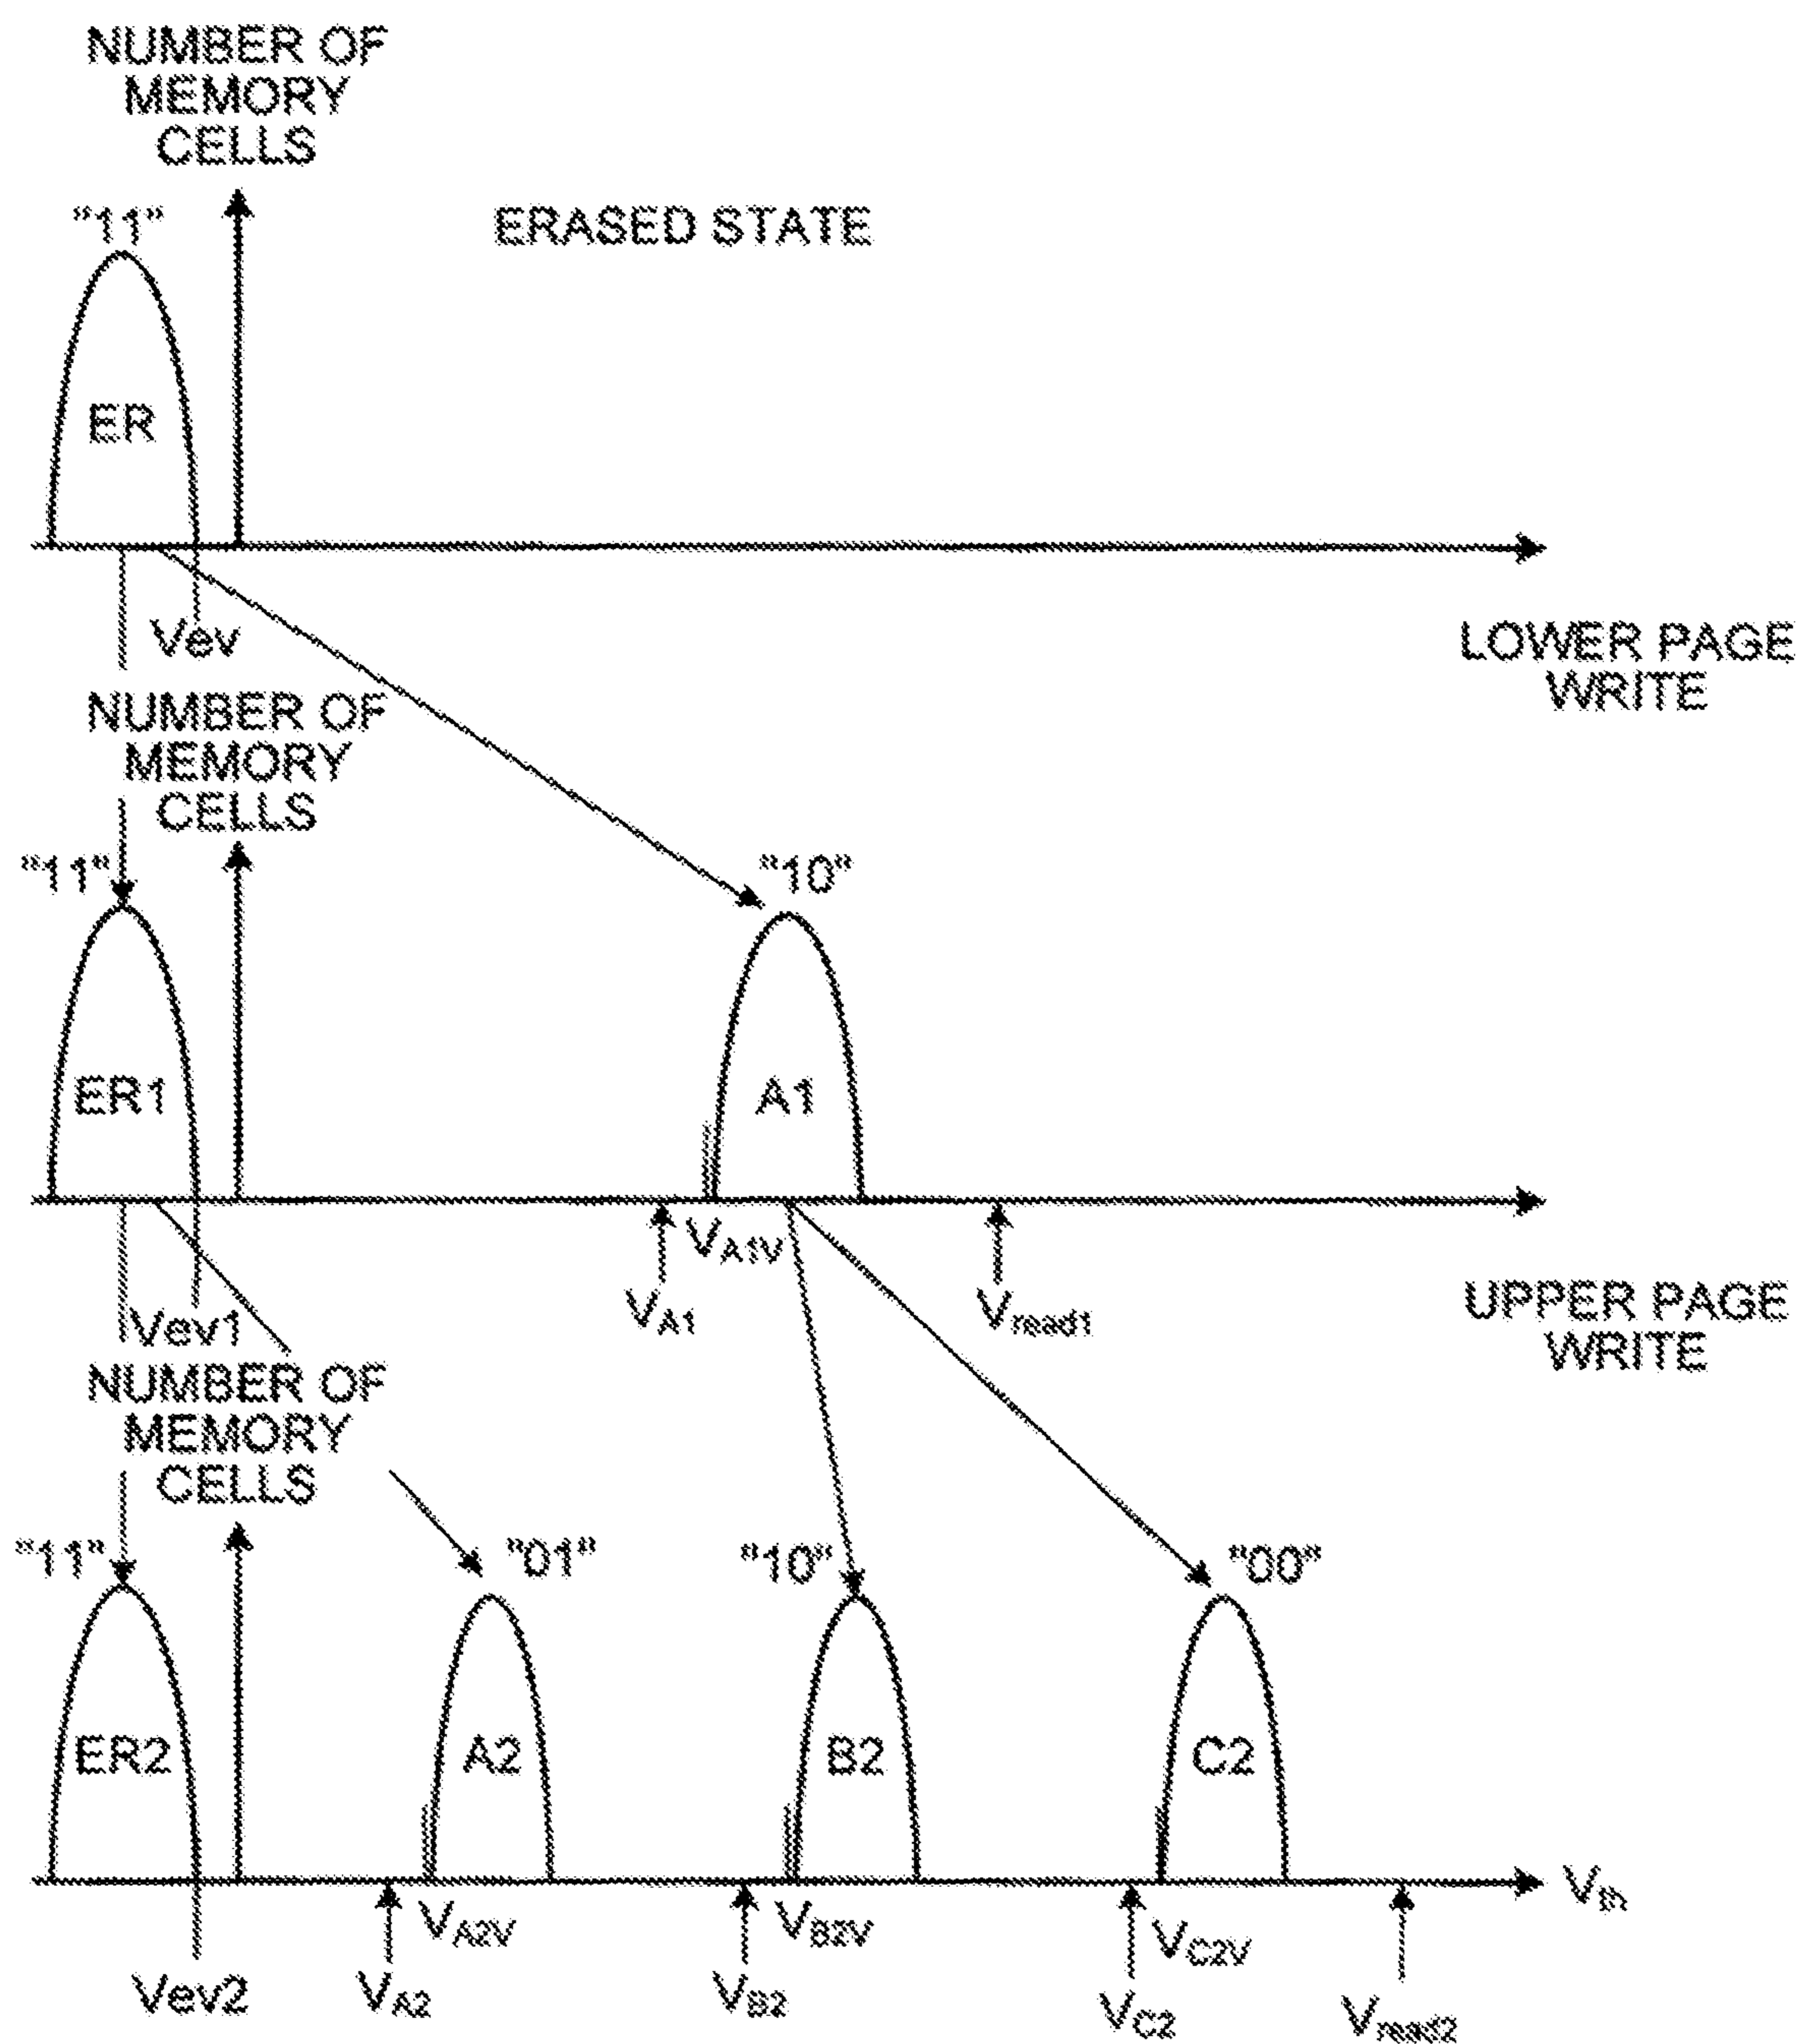 NUMBER OF
MEMORY
CELLS
"11"
ERASED STATE
ER
Vev
LOWER PAGE
WRITE
NUMBER OF
MEMORY
CELLS
"11"
"10"
ER1
A1
VA1V
VA1
Vread1
Vev1
UPPER PAGE
WRITE
NUMBER OF
MEMORY
CELLS
"11"
"01"
"10"
"00"
ER2
A2
B2
C2
Vth
VA2V
VB2V
VC2V
Vev2
VA2
VB2
VC2
Vread2